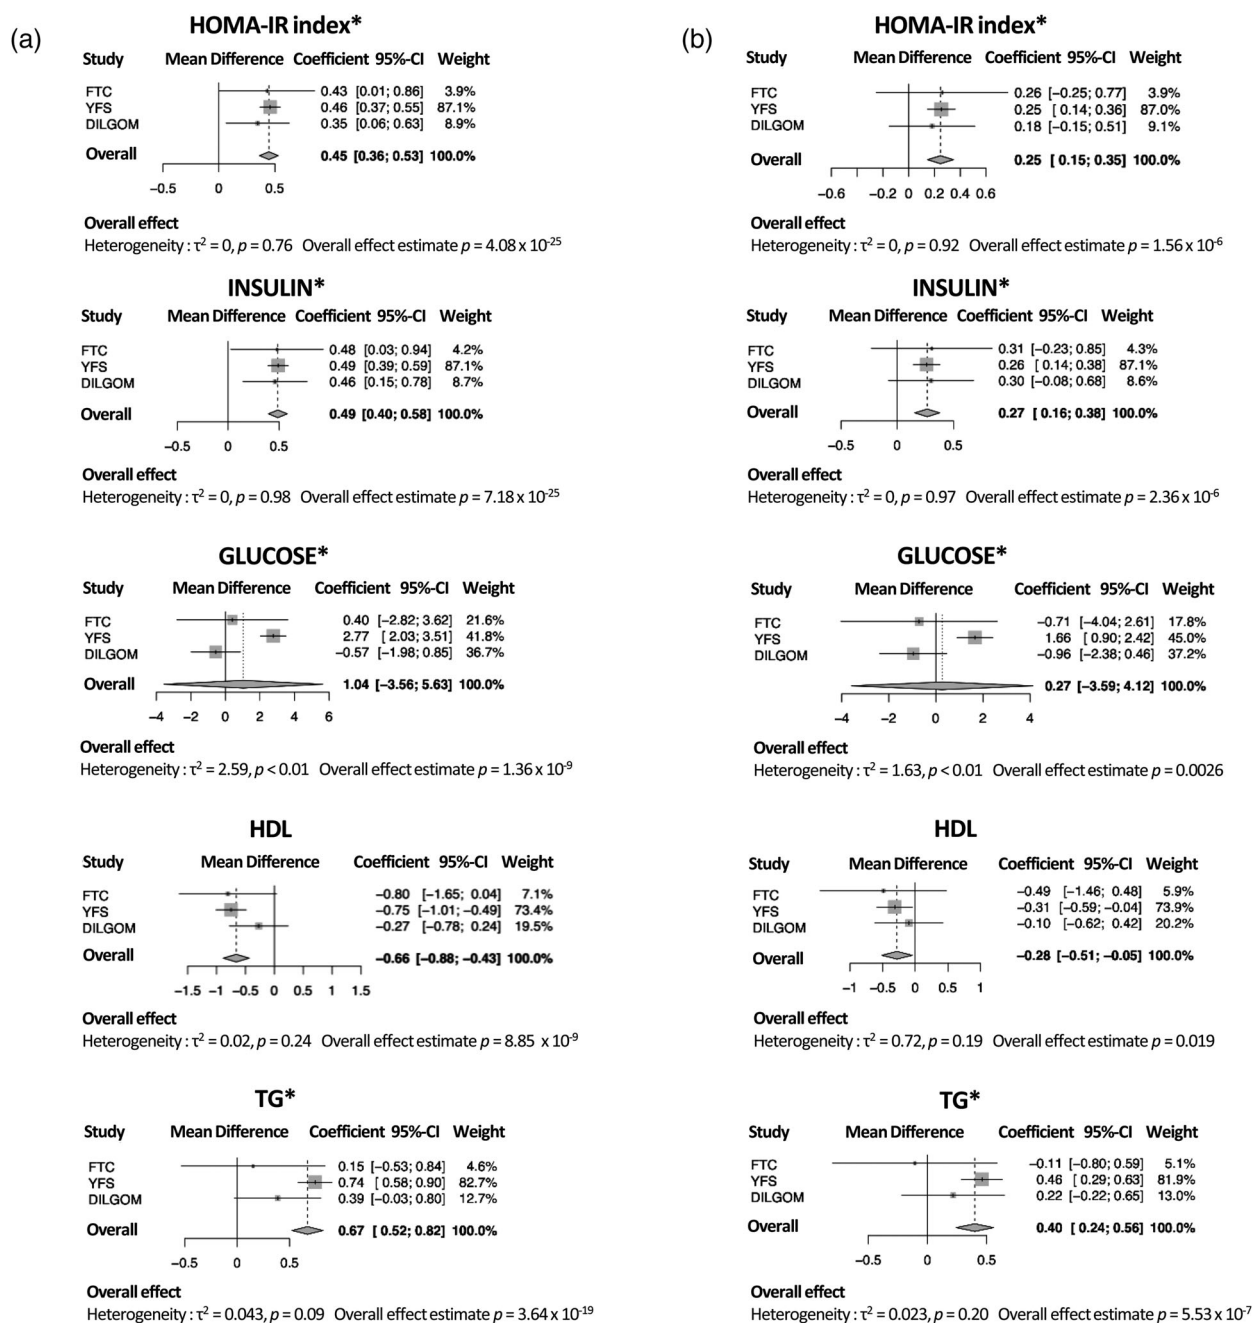 (a)
HOMA-IR index*
Study Mean Difference Coefficient 95%-CI Weight
FTC 0.43 [0.01; 0.86] 3.9%
YFS 0.46 [0.37; 0.55] 87.1%
DILGOM 0.35 [0.06; 0.63] 8.9%
Overall 0.45 [0.36; 0.53] 100.0%
−0.5 0 0.5
Overall effect
Heterogeneity : τ² = 0, p = 0.76 Overall effect estimate p = 4.08 x 10⁻²⁵
INSULIN*
Study Mean Difference Coefficient 95%-CI Weight
FTC 0.48 [0.03; 0.94] 4.2%
YFS 0.49 [0.39; 0.59] 87.1%
DILGOM 0.46 [0.15; 0.78] 8.7%
Overall 0.49 [0.40; 0.58] 100.0%
−0.5 0 0.5
Overall effect
Heterogeneity : τ² = 0, p = 0.98 Overall effect estimate p = 7.18 x 10⁻²⁵
GLUCOSE*
Study Mean Difference Coefficient 95%-CI Weight
FTC 0.40 [−2.82; 3.62] 21.6%
YFS 2.77 [ 2.03; 3.51] 41.8%
DILGOM −0.57 [−1.98; 0.85] 36.7%
Overall 1.04 [−3.56; 5.63] 100.0%
−4 −2 0 2 4 6
Overall effect
Heterogeneity : τ² = 2.59, p < 0.01 Overall effect estimate p = 1.36 x 10⁻⁹
HDL
Study Mean Difference Coefficient 95%-CI Weight
FTC −0.80 [−1.65; 0.04] 7.1%
YFS −0.75 [−1.01; −0.49] 73.4%
DILGOM −0.27 [−0.78; 0.24] 19.5%
Overall −0.66 [−0.88; −0.43] 100.0%
−1.5 −1 −0.5 0 0.5 1 1.5
Overall effect
Heterogeneity : τ² = 0.02, p = 0.24 Overall effect estimate p = 8.85 x 10⁻⁹
TG*
Study Mean Difference Coefficient 95%-CI Weight
FTC 0.15 [−0.53; 0.84] 4.6%
YFS 0.74 [ 0.58; 0.90] 82.7%
DILGOM 0.39 [−0.03; 0.80] 12.7%
Overall 0.67 [ 0.52; 0.82] 100.0%
−0.5 0 0.5
Overall effect
Heterogeneity : τ² = 0.043, p = 0.09 Overall effect estimate p = 3.64 x 10⁻¹⁹
(b)
HOMA-IR index*
Study Mean Difference Coefficient 95%-CI Weight
FTC 0.26 [−0.25; 0.77] 3.9%
YFS 0.25 [ 0.14; 0.36] 87.0%
DILGOM 0.18 [−0.15; 0.51] 9.1%
Overall 0.25 [ 0.15; 0.35] 100.0%
−0.6 −0.2 0 0.2 0.4 0.6
Overall effect
Heterogeneity : τ² = 0, p = 0.92 Overall effect estimate p = 1.56 x 10⁻⁶
INSULIN*
Study Mean Difference Coefficient 95%-CI Weight
FTC 0.31 [−0.23; 0.85] 4.3%
YFS 0.26 [ 0.14; 0.38] 87.1%
DILGOM 0.30 [−0.08; 0.68] 8.6%
Overall 0.27 [ 0.16; 0.38] 100.0%
−0.5 0 0.5
Overall effect
Heterogeneity : τ² = 0, p = 0.97 Overall effect estimate p = 2.36 x 10⁻⁶
GLUCOSE*
Study Mean Difference Coefficient 95%-CI Weight
FTC −0.71 [−4.04; 2.61] 17.8%
YFS 1.66 [ 0.90; 2.42] 45.0%
DILGOM −0.96 [−2.38; 0.46] 37.2%
Overall 0.27 [−3.59; 4.12] 100.0%
−4 −2 0 2 4
Overall effect
Heterogeneity : τ² = 1.63, p < 0.01 Overall effect estimate p = 0.0026
HDL
Study Mean Difference Coefficient 95%-CI Weight
FTC −0.49 [−1.46; 0.48] 5.9%
YFS −0.31 [−0.59; −0.04] 73.9%
DILGOM −0.10 [−0.62; 0.42] 20.2%
Overall −0.28 [−0.51; −0.05] 100.0%
−1 −0.5 0 0.5 1
Overall effect
Heterogeneity : τ² = 0.72, p = 0.19 Overall effect estimate p = 0.019
TG*
Study Mean Difference Coefficient 95%-CI Weight
FTC −0.11 [−0.80; 0.59] 5.1%
YFS 0.46 [ 0.29; 0.63] 81.9%
DILGOM 0.22 [−0.22; 0.65] 13.0%
Overall 0.40 [ 0.24; 0.56] 100.0%
−0.5 0 0.5
Overall effect
Heterogeneity : τ² = 0.023, p = 0.20 Overall effect estimate p = 5.53 x 10⁻⁷